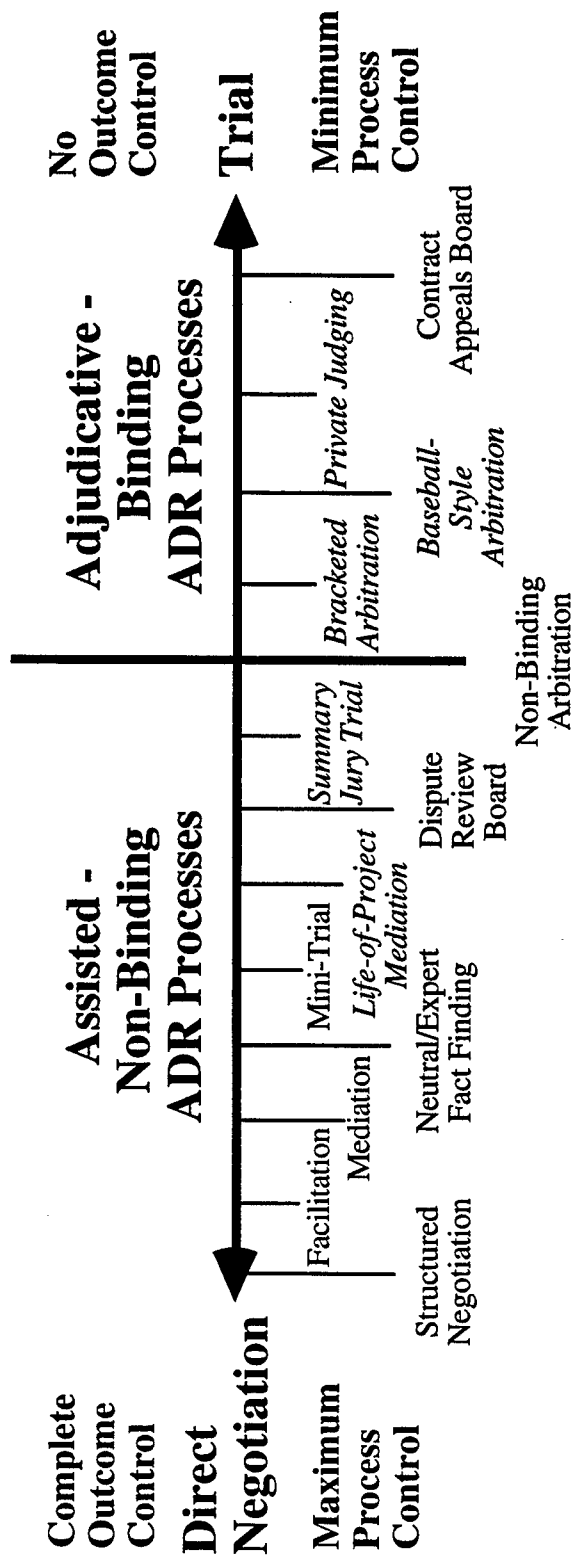 Complete
Outcome
Control
Direct
Negotiation
Maximum
Process
Control
Assisted -
Non-Binding
ADR Processes
Adjudicative -
Binding
ADR Processes
No
Outcome
Control
Trial
Minimum
Process
Control
Structured
Negotiation
Facilitation
Mediation
Neutral/Expert
Fact Finding
Mini-Trial
Life-of-Project
Mediation
Dispute
Review
Board
Summary
Jury Trial
Non-Binding
Arbitration
Bracketed
Arbitration
Baseball-
Style
Arbitration
Private Judging
Contract
Appeals Board